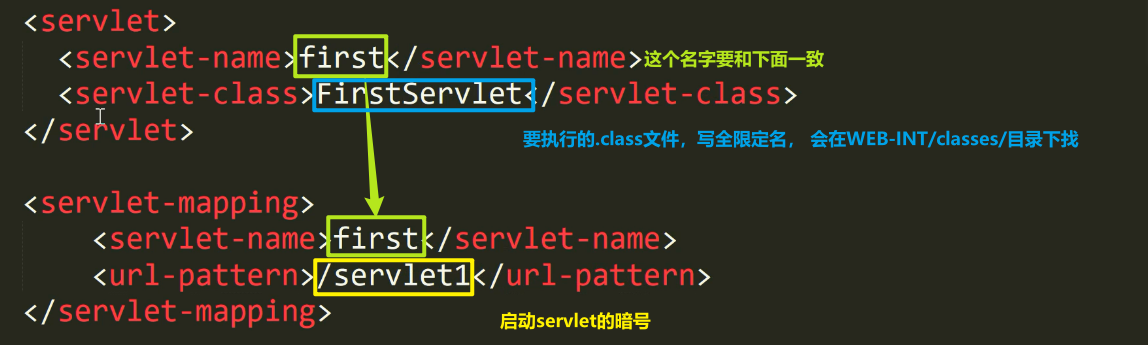 <servlet>
<servlet-name>first</servlet-name>这个名字要和下面一致
<servlet-class>FirstServlet</servlet-class>
</servlet>
要执行的.class文件，写全限定名， 会在WEB-INT/classes/目录下找
<servlet-mapping>
<servlet-name>first</servlet-name>
<url-pattern>/servlet1</url-pattern>
</servlet-mapping>
启动servlet的暗号